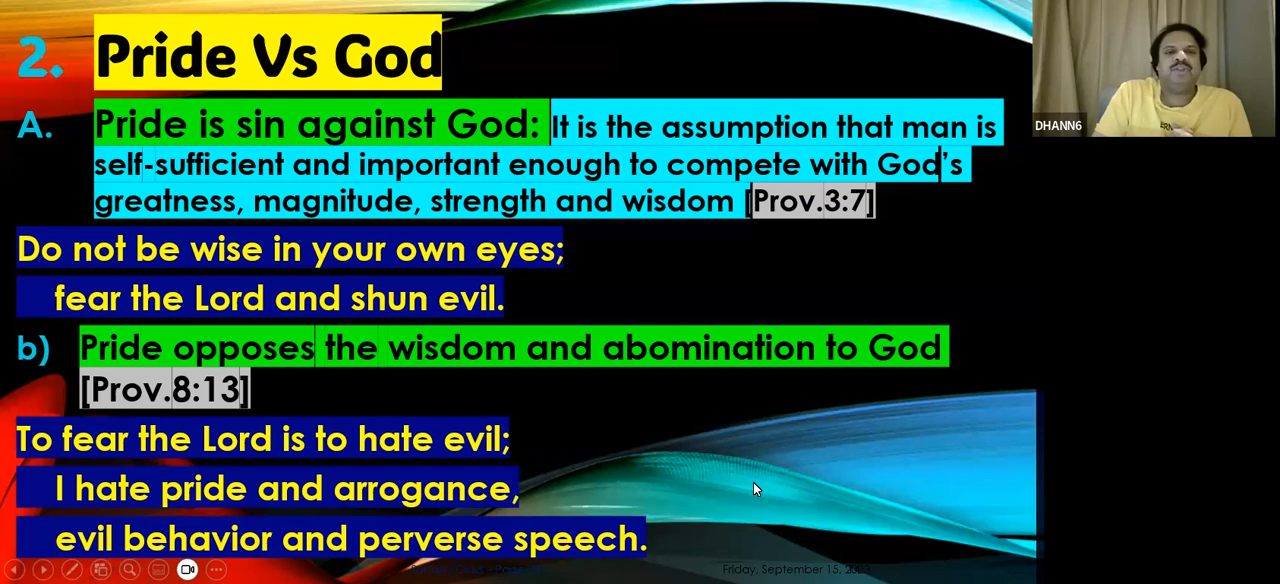 2. Pride Vs God
A. Pride is sin against God: It is the assumption that man is
self-sufficient and important enough to compete with God's
greatness, magnitude, strength and wisdom [Prov.3:7]
Do not be wise in your own eyes;
fear the Lord and shun evil.
b) Pride opposes the wisdom and abomination to God
[Prov.8:13]
To fear the Lord is to hate evil;
I hate pride and arrogance,
evil behavior and perverse speech.
DHANN6
Friday, September 15,